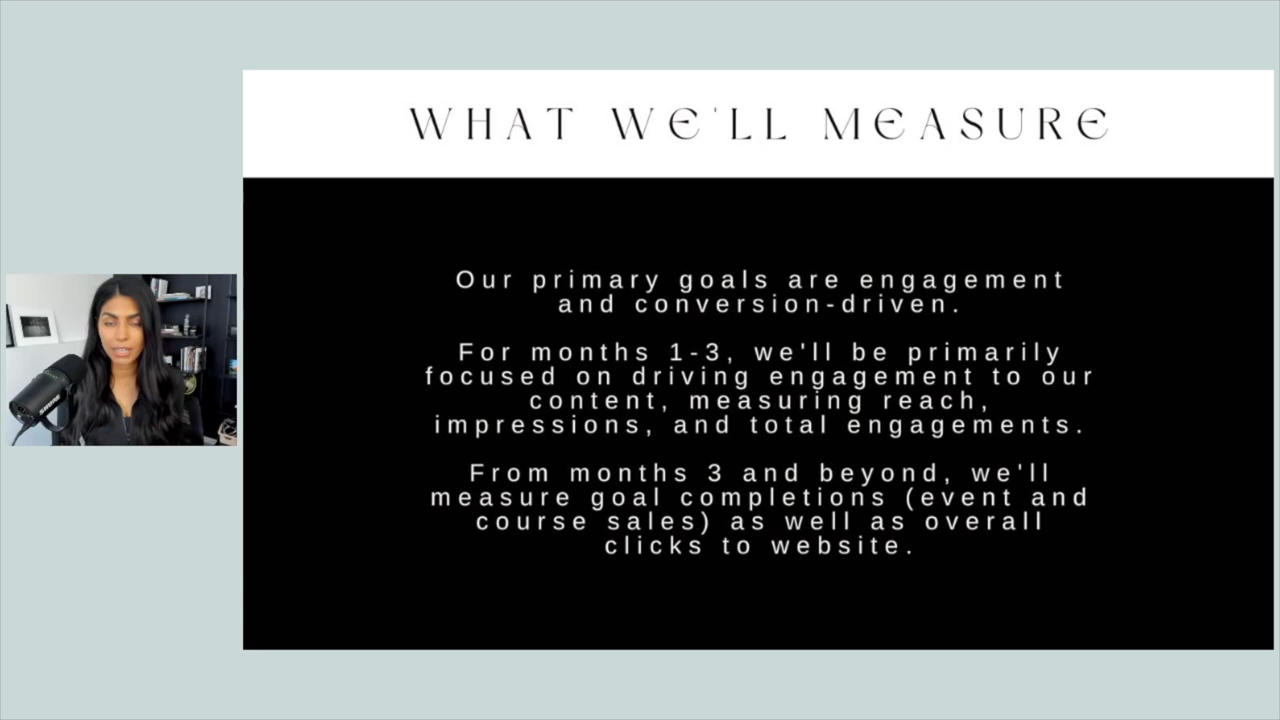 WHAT WE'LL MEASURE
Our primary goals are engagement
and conversion-driven.
For months 1-3, we'll be primarily
focused on driving engagement to our
content, measuring reach,
impressions, and total engagements.
From months 3 and beyond, we'll
measure goal completions (event and
course sales) as well as overall
clicks to website.
SHURE